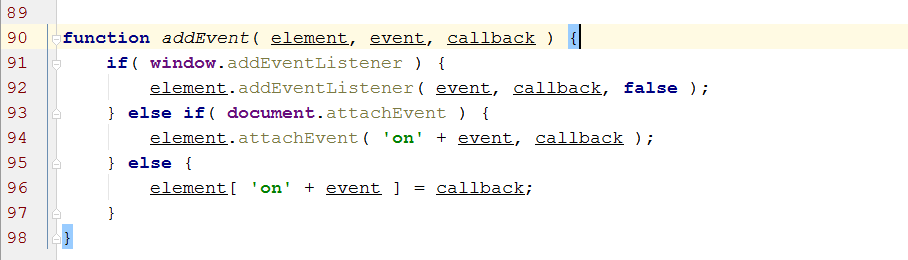 89
90 function addEvent( element, event, callback ) {
91     if( window.addEventListener ) {
92         element.addEventListener( event, callback, false );
93     } else if( document.attachEvent ) {
94         element.attachEvent( 'on' + event, callback );
95     } else {
96         element[ 'on' + event ] = callback;
97     }
98 }